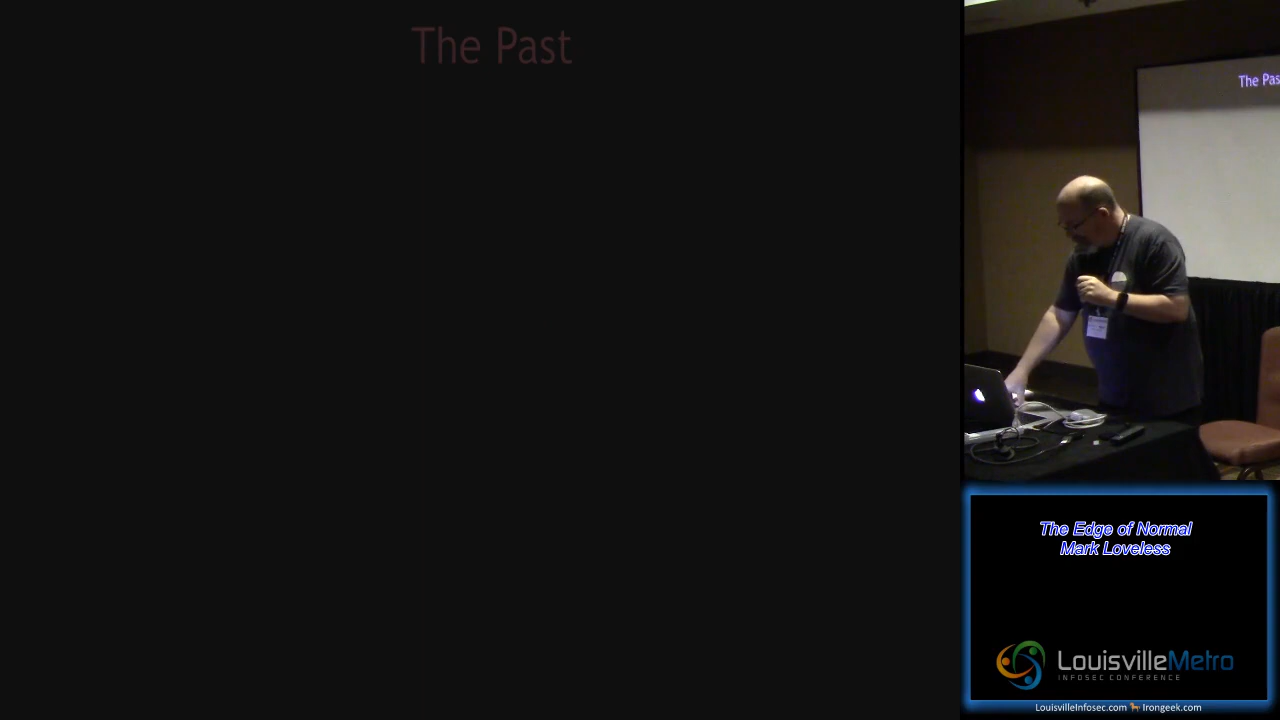 The Past
The Pas
The Edge of Normal
Mark Loveless
LouisvilleMetro
INFOSEC CONFERENCE
LouisvilleInfosec.com Irongeek.com